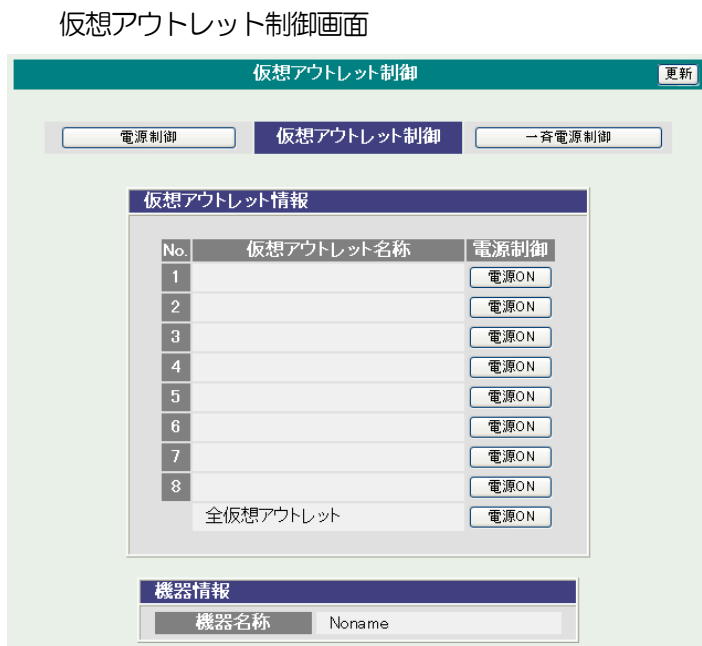 仮想アウトレット制御画面
仮想アウトレット制御 更新
電源制御 仮想アウトレット制御 一斉電源制御
仮想アウトレット情報
No. 仮想アウトレット名称 電源制御
1 電源ON
2 電源ON
3 電源ON
4 電源ON
5 電源ON
6 電源ON
7 電源ON
8 電源ON
全仮想アウトレット 電源ON
機器情報
機器名称 Noname